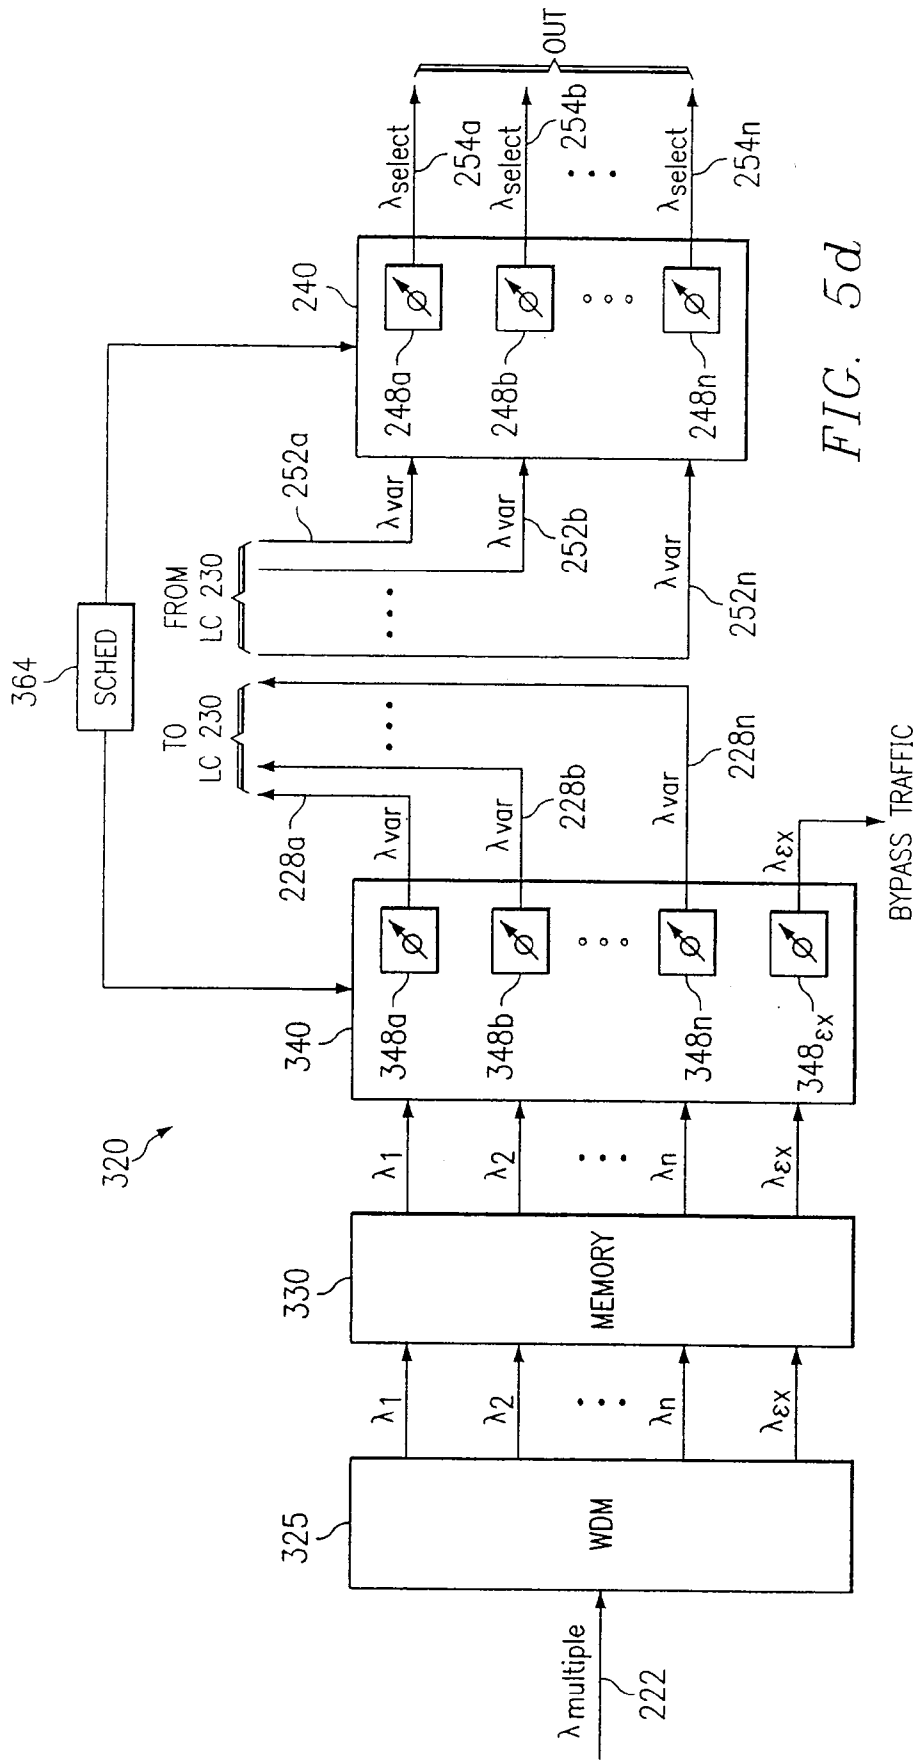 320
λmultiple
222
325
WDM
λ1
λ2
• • •
λn
λεx
330
MEMORY
λ1
λ2
• • •
λn
λεx
340
348a
348b
○ ○ ○
348n
348εx
λεx
BYPASS TRAFFIC
364
SCHED
228a
λvar
228b
λvar
228n
λvar
TO
LC 230
• • •
FROM
LC 230
• • •
252a
λvar
252b
λvar
252n
λvar
240
248a
248b
○ ○ ○
248n
λselect
254a
λselect
254b
• • •
λselect
254n
OUT
FIG. 5d